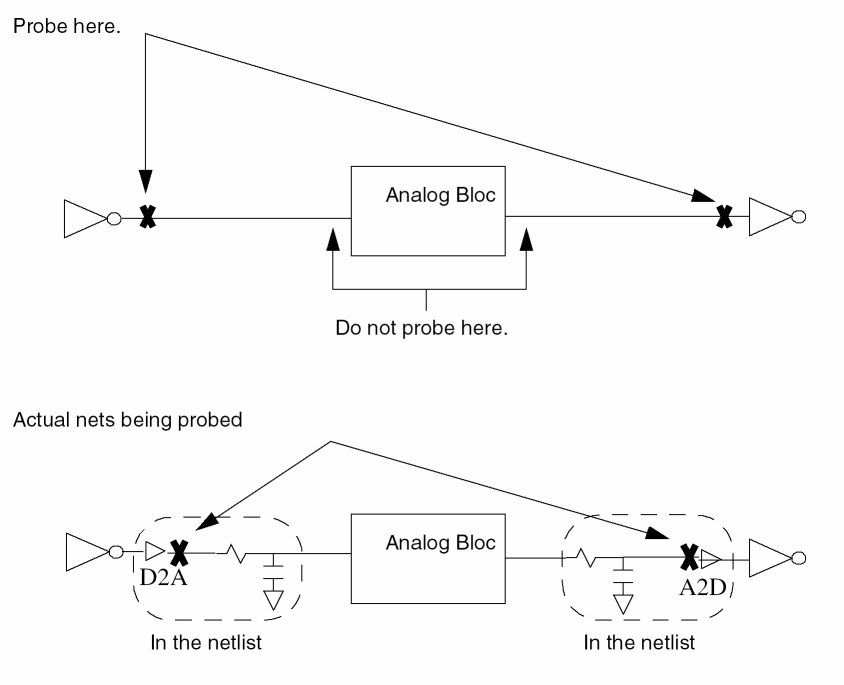 Probe here.
Analog Bloc
Do not probe here.
Actual nets being probed
Analog Bloc
D2A
A2D
In the netlist
In the netlist